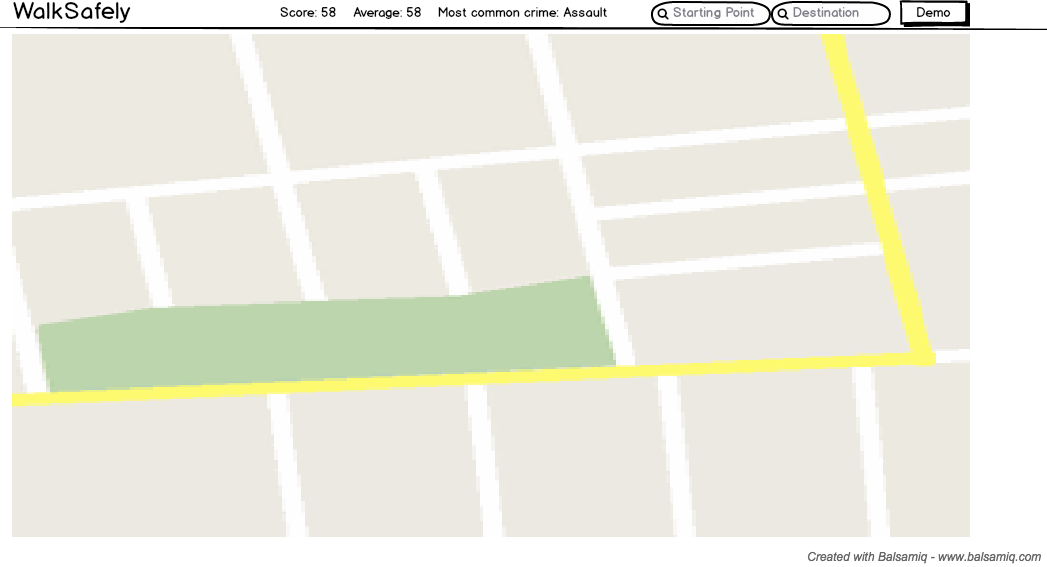 WalkSafely Score: 58 Average: 58 Most common crime: Assault Starting Point Destination Demo
Created with Balsamiq - www.balsamiq.com